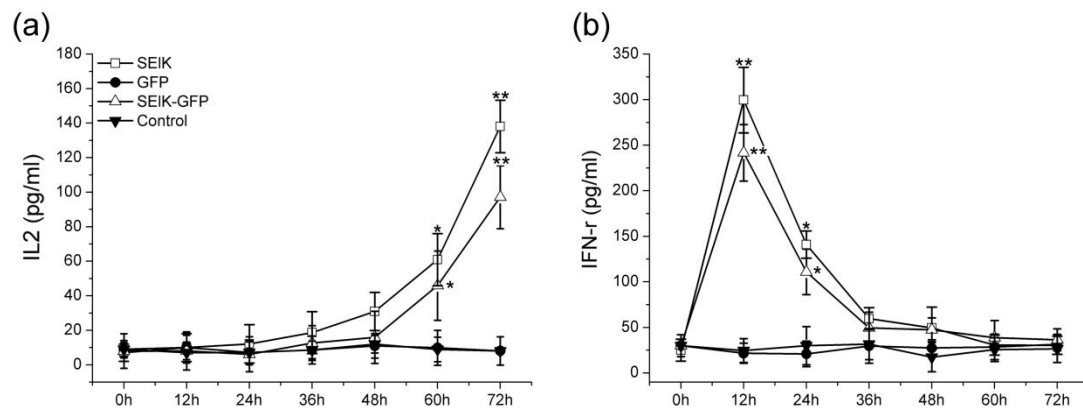 (a)
180
160
140
120
100
80
60
40
20
0
IL2 (pg/ml)
SEIK
GFP
SEIK-GFP
Control
**
**
*
*
0h 12h 24h 36h 48h 60h 72h
(b)
350
300
250
200
150
100
50
0
IFN-r (pg/ml)
**
**
*
*
0h 12h 24h 36h 48h 60h 72h